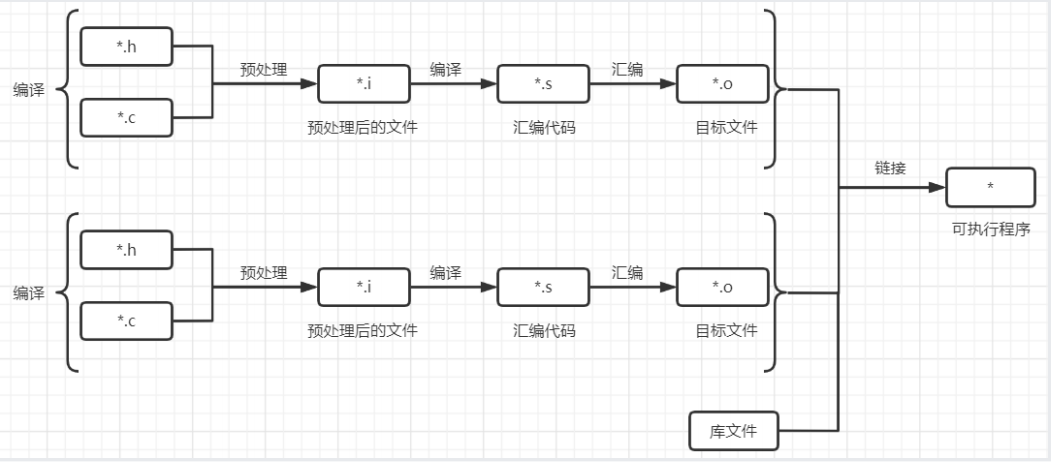 *.h
预处理
编译
汇编
编译
*.i
*.s
*.o
*.c
预处理后的文件
汇编代码
目标文件
链接
*
可执行程序
*.h
预处理
编译
汇编
编译
*.i
*.s
*.o
*.c
预处理后的文件
汇编代码
目标文件
库文件